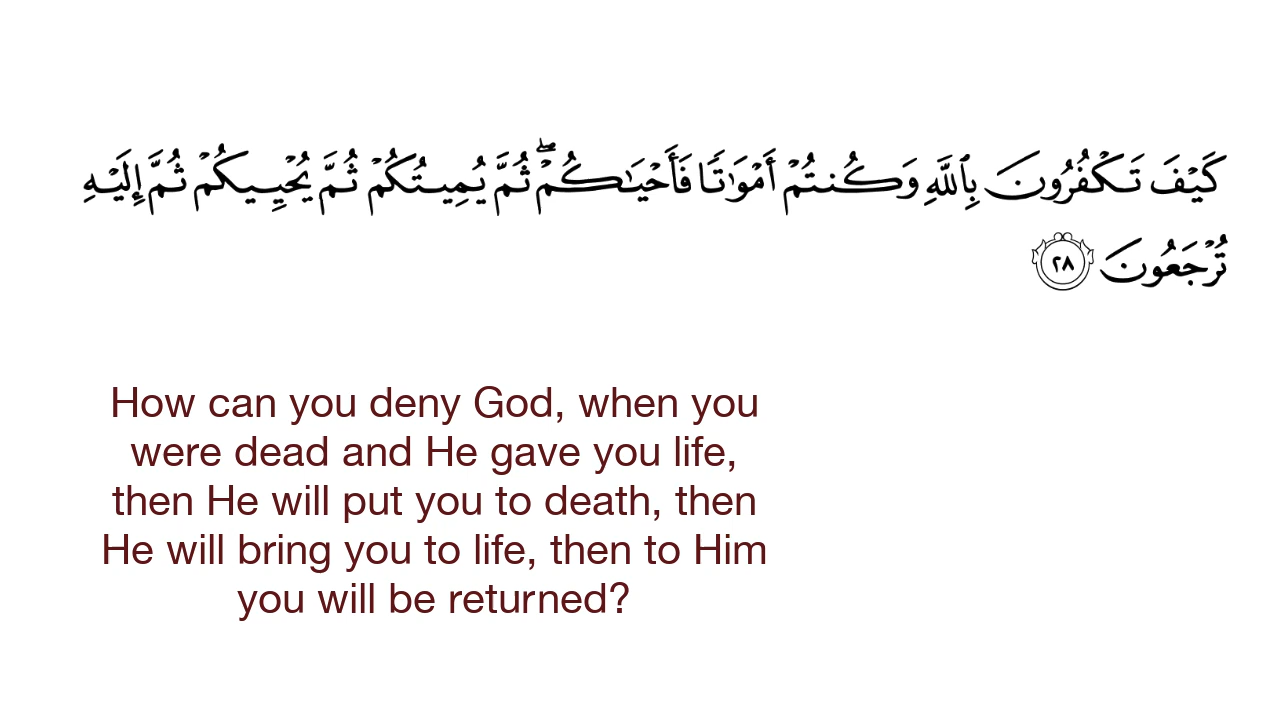 كَيْفَ تَكْفُرُونَ بِٱللَّهِ وَكُنتُمْ أَمْوَٰتًا فَأَحْيَـٰكُمْ ۖ ثُمَّ يُمِيتُكُمْ ثُمَّ يُحْيِيكُمْ ثُمَّ إِلَيْهِ
تُرْجَعُونَ ٢٨
How can you deny God, when you
were dead and He gave you life,
then He will put you to death, then
He will bring you to life, then to Him
you will be returned?